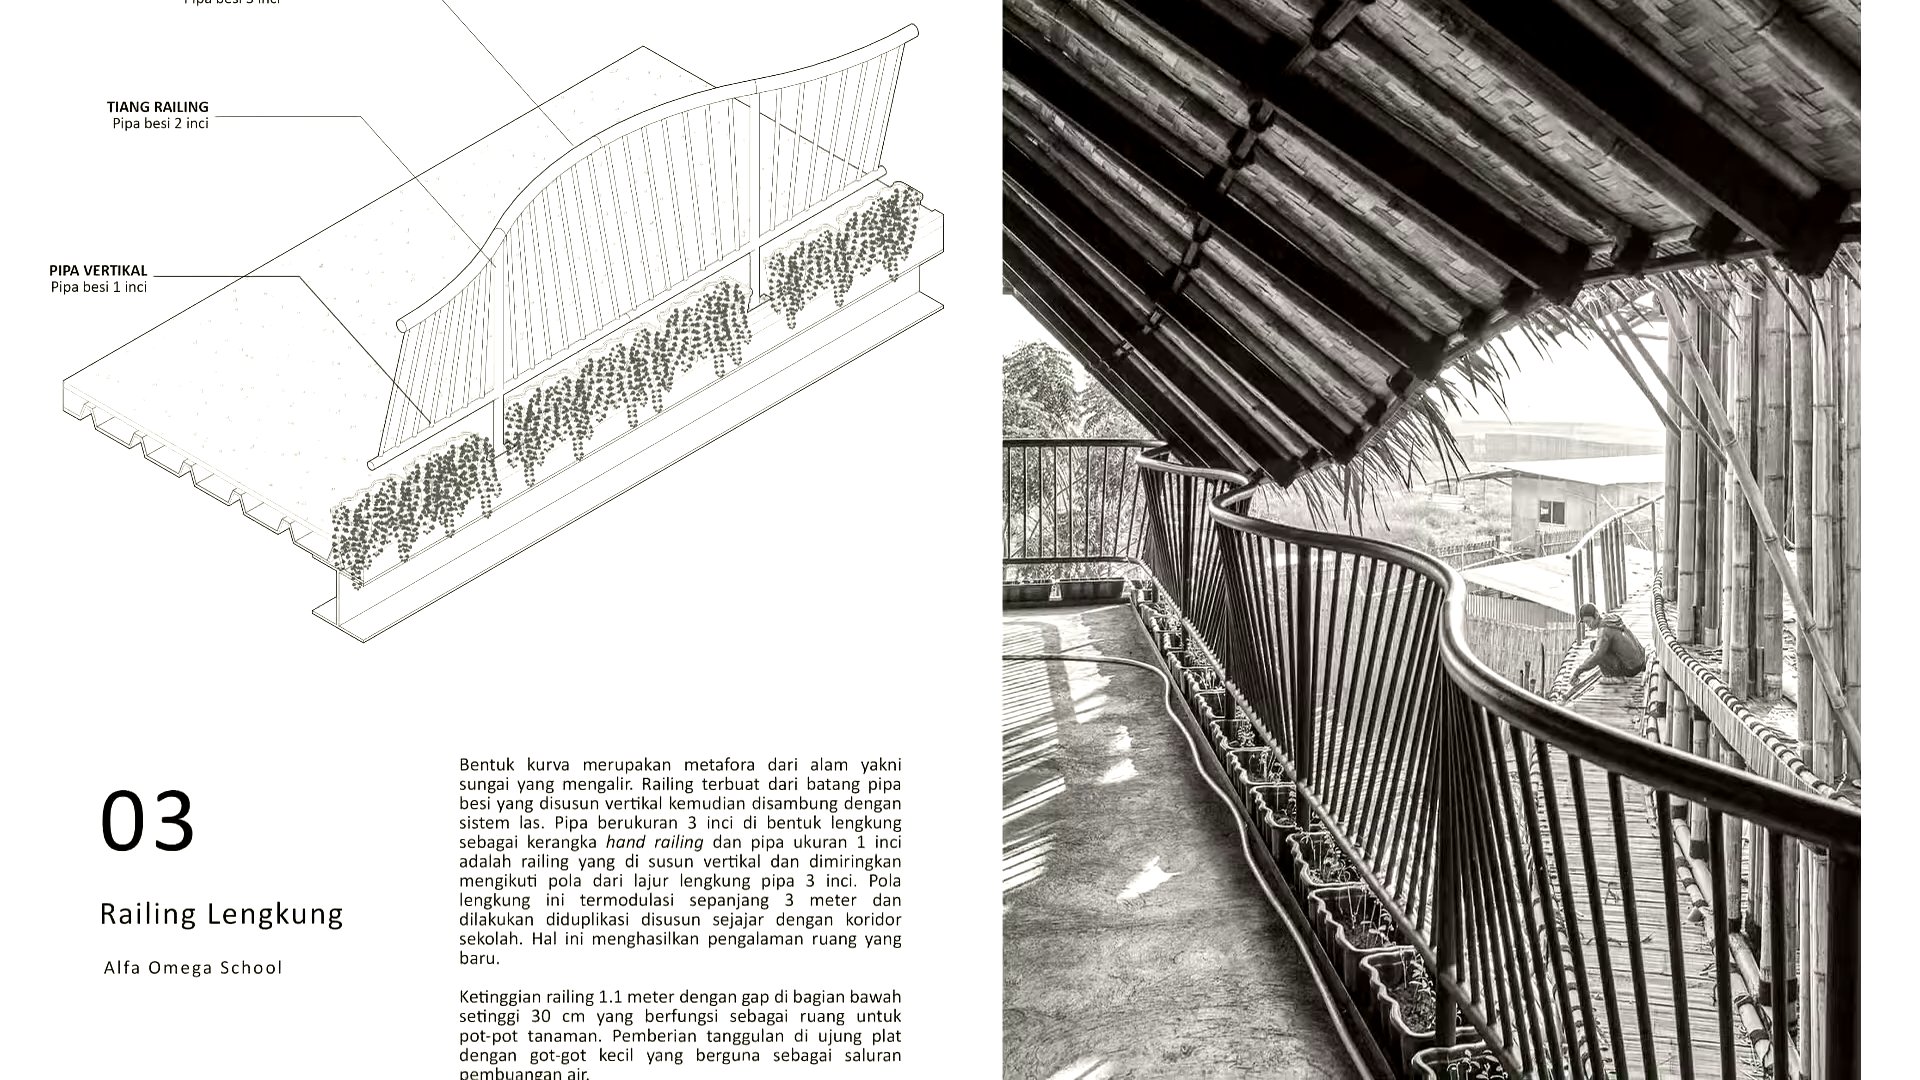 Pipa besi 3 inci
TIANG RAILING
Pipa besi 2 inci
PIPA VERTIKAL
Pipa besi 1 inci
03
Railing Lengkung
Alfa Omega School
Bentuk kurva merupakan metafora dari alam yakni
sungai yang mengalir. Railing terbuat dari batang pipa
besi yang disusun vertikal kemudian disambung dengan
sistem las. Pipa berukuran 3 inci di bentuk lengkung
sebagai kerangka hand railing dan pipa ukuran 1 inci
adalah railing yang di susun vertikal dan dimiringkan
mengikuti pola dari lajur lengkung pipa 3 inci. Pola
lengkung ini termodulasi sepanjang 3 meter dan
dilakukan diduplikasi disusun sejajar dengan koridor
sekolah. Hal ini menghasilkan pengalaman ruang yang
baru.
Ketinggian railing 1.1 meter dengan gap di bagian bawah
setinggi 30 cm yang berfungsi sebagai ruang untuk
pot-pot tanaman. Pemberian tanggulan di ujung plat
dengan got-got kecil yang berguna sebagai saluran
pembuangan air.